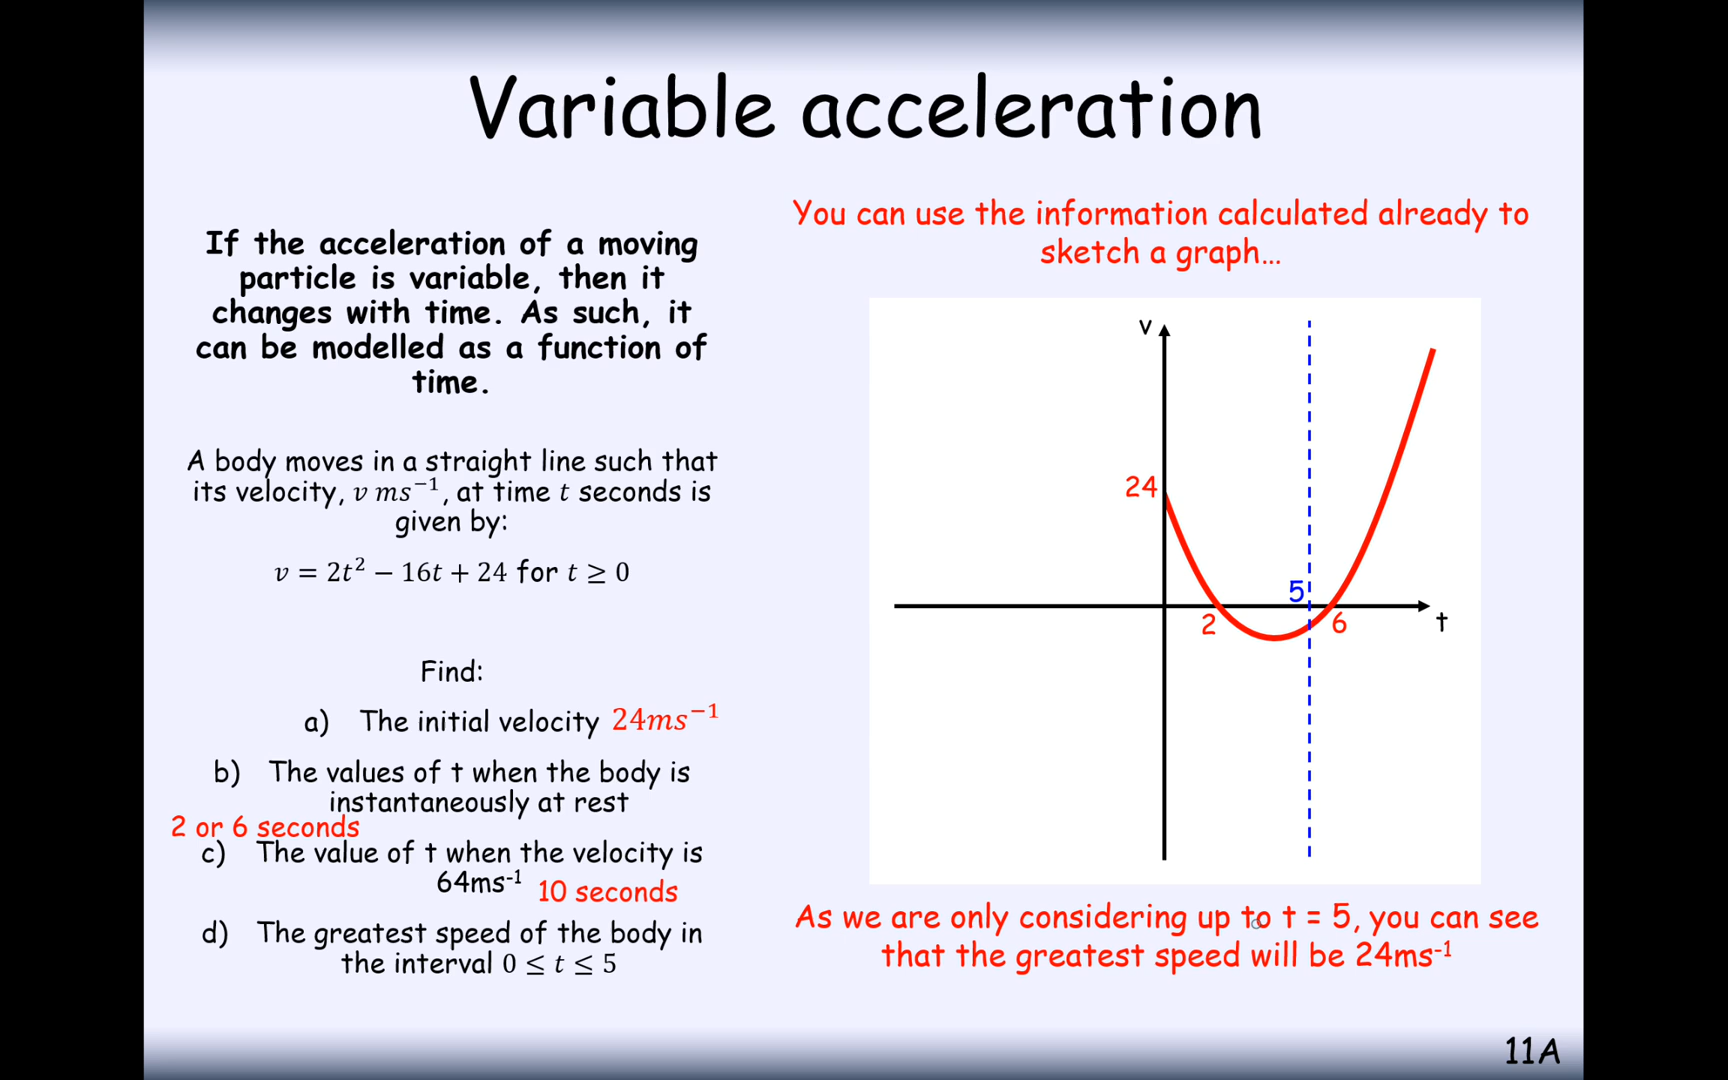 Variable acceleration
If the acceleration of a moving
particle is variable, then it
changes with time. As such, it
can be modelled as a function of
time.
A body moves in a straight line such that
its velocity, v ms⁻¹, at time t seconds is
given by:
v = 2t² − 16t + 24 for t ≥ 0
Find:
a) The initial velocity 24ms⁻¹
b) The values of t when the body is
instantaneously at rest
2 or 6 seconds
c) The value of t when the velocity is
64ms⁻¹ 10 seconds
d) The greatest speed of the body in
the interval 0 ≤ t ≤ 5
You can use the information calculated already to
sketch a graph…
v
24
5
2
6
t
As we are only considering up to t = 5, you can see
that the greatest speed will be 24ms⁻¹
11A